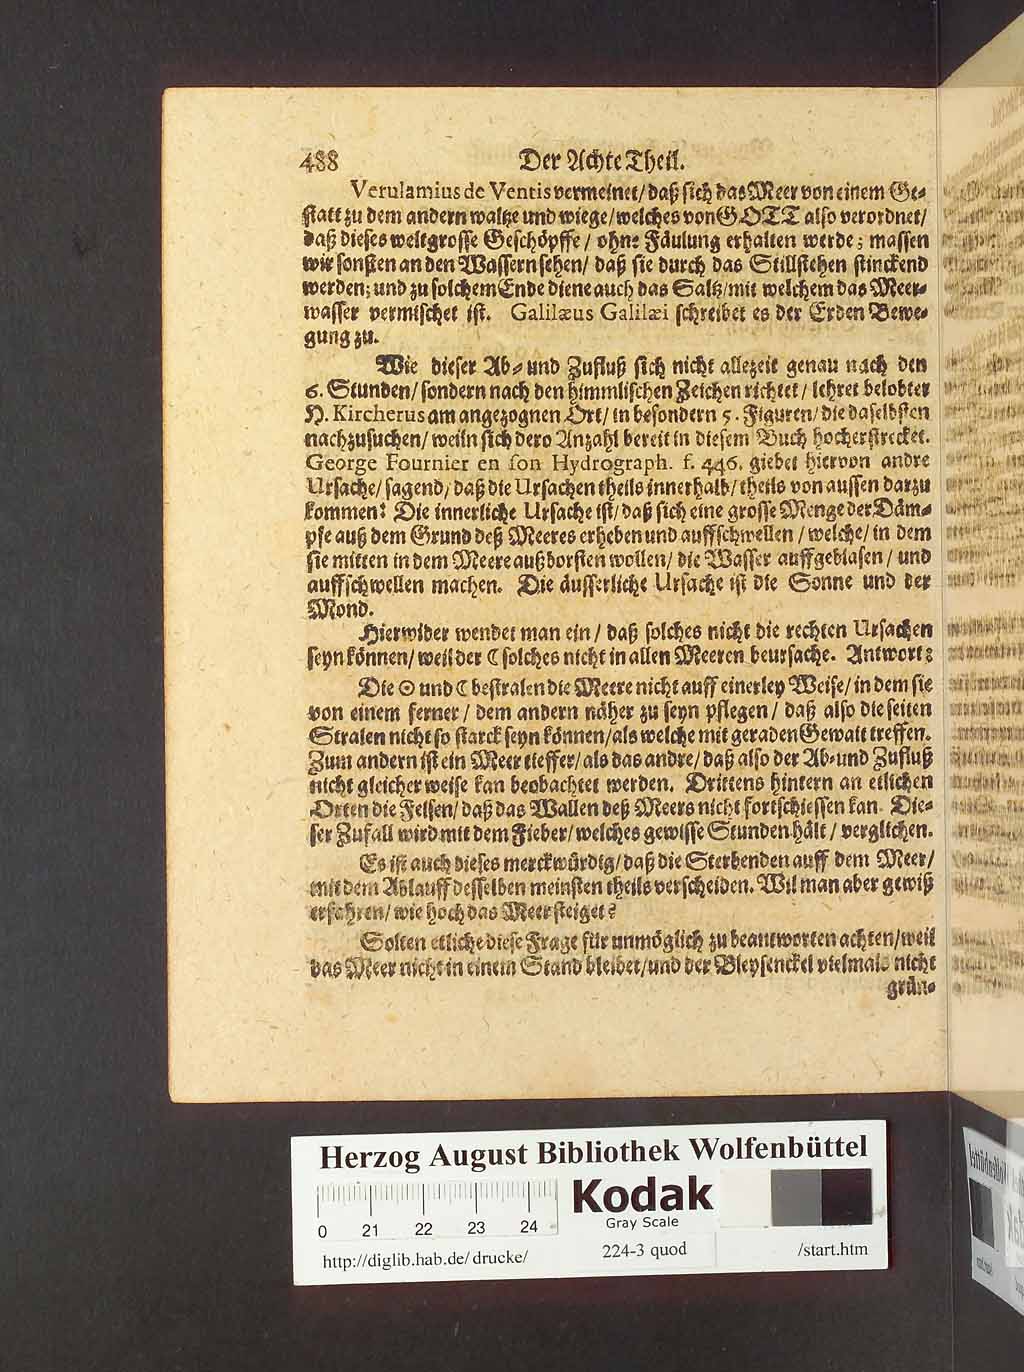 488 Der Achte Theil.
Verulamius de Ventis vermeinet/ daß sich das Meer von einem Ge-
statt zu dem andern waltze und wiege/ welches von GOTT also verordnet/
daß dieses weltgrosse Geschöpffe/ ohne Fäulung erhalten werde; massen
wir sonsten an den Wassern sehen/ daß sie durch das Stillstehen stinckend
werden; und zu solchem Ende diene auch das Saltz/ mit welchem das Meer-
wasser vermischet ist. Galilæus Galilæi schreibet es der Erden Bewe-
gung zu.
Wie dieser Ab- und Zufluß sich nicht allezeit genau nach den
6. Stunden/ sondern nach den himmlischen Zeichen richtet/ lehret belobter
H. Kircherus am angezognen Ort/ in besondern 5. Figuren/ die daselbsten
nachzusuchen/ weiln sich dero Anzahl bereit in diesem Buch hocherstrecket.
George Fournier en son Hydrograph. f. 446. giebet hiervon andre
Ursache/ sagend/ daß die Ursachen theils innerhalb/ theils von aussen darzu
kommen: Die innerliche Ursache ist/ daß sich eine grosse Menge der Däm-
pfe auß dem Grund deß Meeres erheben und auffschwellen/ welche/ in dem
sie mitten in dem Meere außborsten wollen/ die Wasser auffgeblasen/ und
auffschwellen machen. Die äusserliche Ursache ist die Sonne und der
Mond.
Hierwider wendet man ein/ daß solches nicht die rechten Ursachen
seyn können/ weil der ☾ solches nicht in allen Meeren beursache. Antwort:
Die ☉ und ☾ bestralen die Meere nicht auff einerley Weise/ in dem sie
von einem ferner/ dem andern näher zu seyn pflegen/ daß also die seiten
Stralen nicht so starck seyn können/ als welche mit geraden Gewalt treffen.
Zum andern ist ein Meer tieffer/ als das andre/ daß also der Ab- und Zufluß
nicht gleicher weise kan beobachtet werden. Drittens hintern an etlichen
Orten die Felsen/ daß das Wallen deß Meers nicht fortschiessen kan. Die-
ser Zufall wird mit dem Fieber/ welches gewisse Stunden hält/ verglichen.
Es ist auch dieses merckwürdig/ daß die Sterbenden auff dem Meer/
mit dem Ablauff desselben meinsten theils verscheiden. Wil man aber gewiß
erfahren/ wie hoch das Meer steiget?
Solten etliche diese Frage für unmöglich zu beantworten achten/ weil
das Meer nicht in einem Stand bleibet/ und der Bleysenckel vielmals nicht
grün-
Herzog August Bibliothek Wolfenbüttel
0 21 22 23 24
Kodak
Gray Scale
http://diglib.hab.de/drucke/ 224-3 quod /start.htm